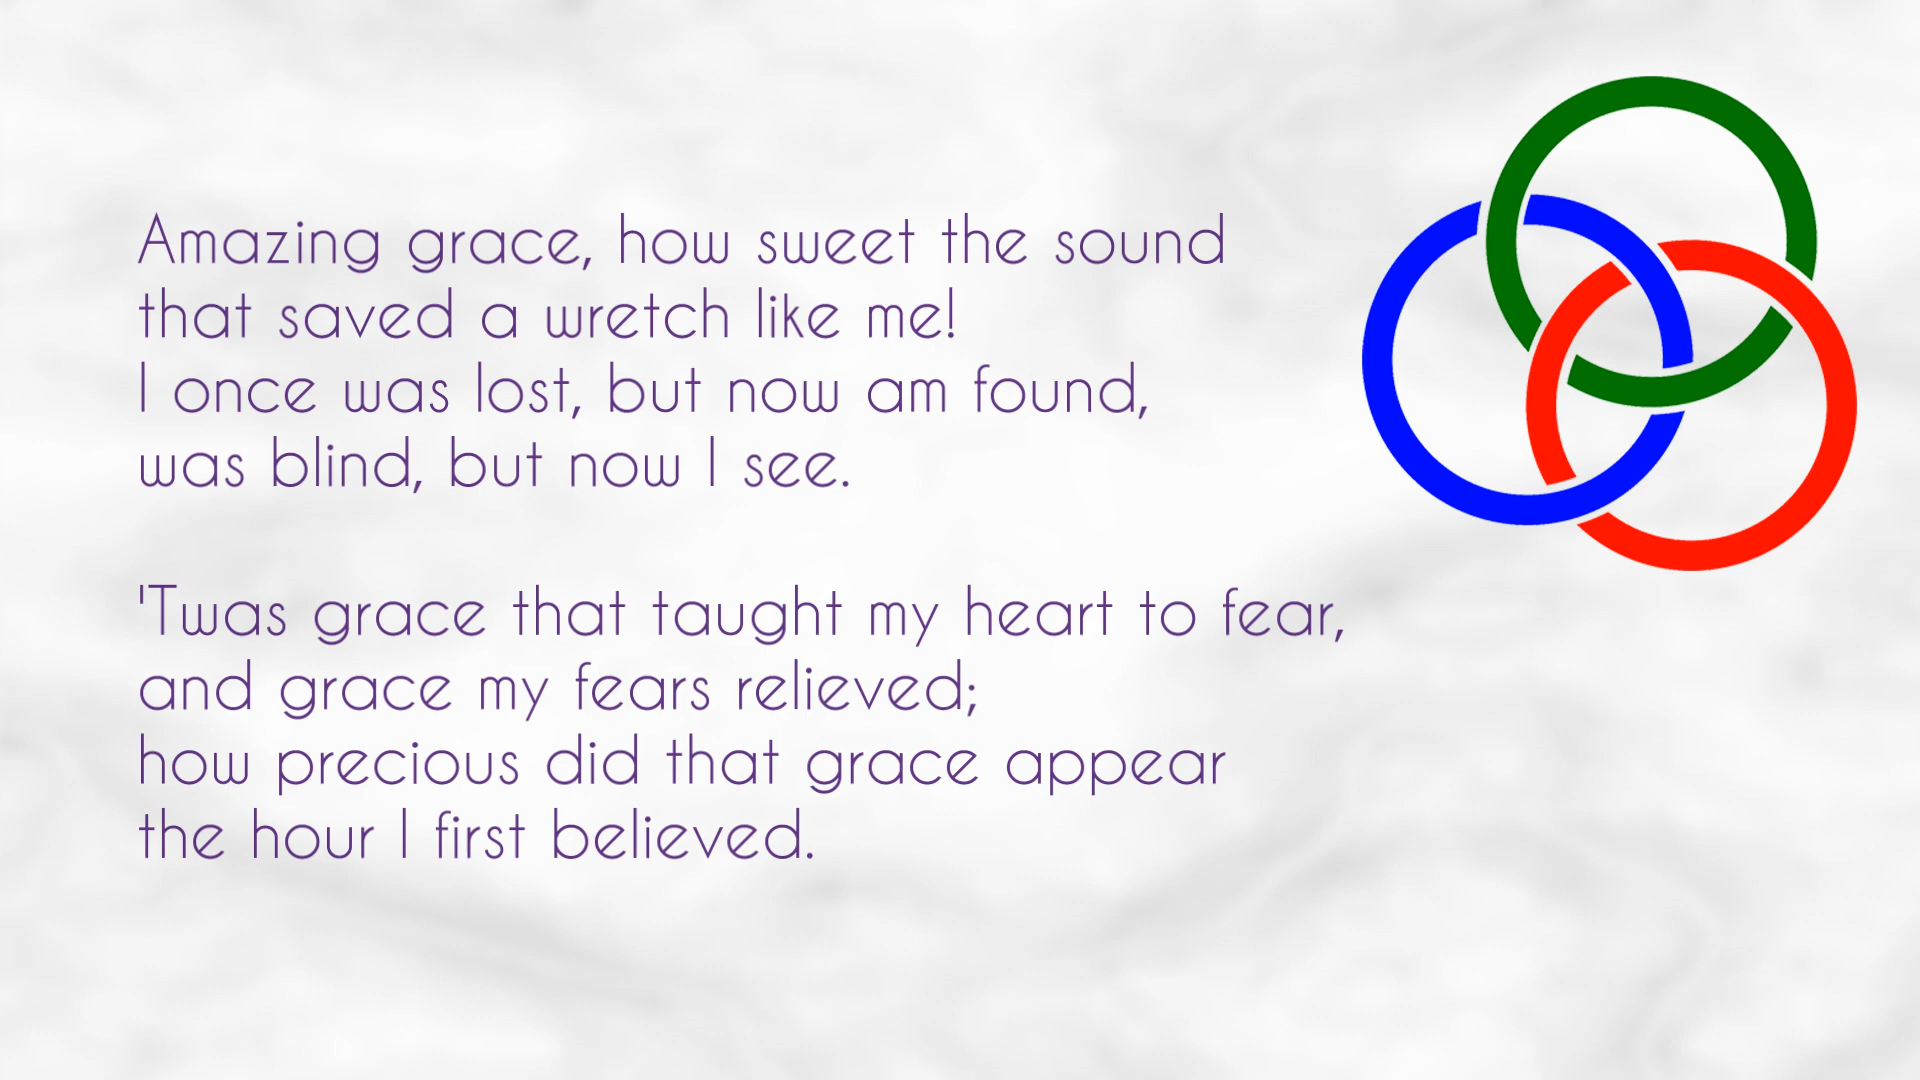 Amazing grace, how sweet the sound
that saved a wretch like me!
I once was lost, but now am found,
was blind, but now I see.

'Twas grace that taught my heart to fear,
and grace my fears relieved;
how precious did that grace appear
the hour I first believed.